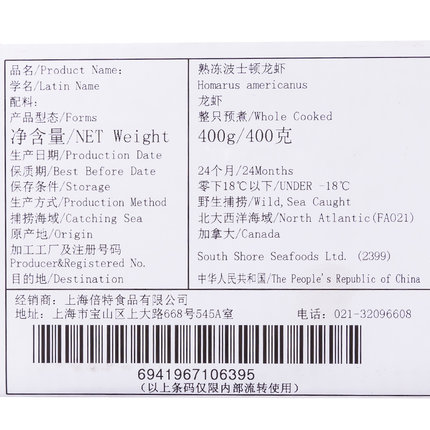 品名/Product Name: 熟冻波士顿龙虾
学名/Latin Name Homarus americanus
配料: 龙虾
产品型态/Forms 整只预煮/Whole Cooked
净含量/NET Weight 400g/400克
生产日期/Production Date
保质期/Best Before Date 24个月/24Months
保存条件/Storage 零下18℃以下/UNDER -18℃
生产方式/Production Method 野生捕捞/Wild, Sea Caught
捕捞海域/Catching Sea 北大西洋海域/North Atlantic(FAO21)
原产地/Origin 加拿大/Canada
加工工厂及注册号码
Producer&Registered No. South Shore Seafoods Ltd. (2399)
目的地/Destination 中华人民共和国/The People's Republic of China
经销商: 上海倍特食品有限公司
地址: 上海市宝山区上大路668号545A室 电话: 021-32096608
6941967106395
(以上条码仅限内部流转使用)